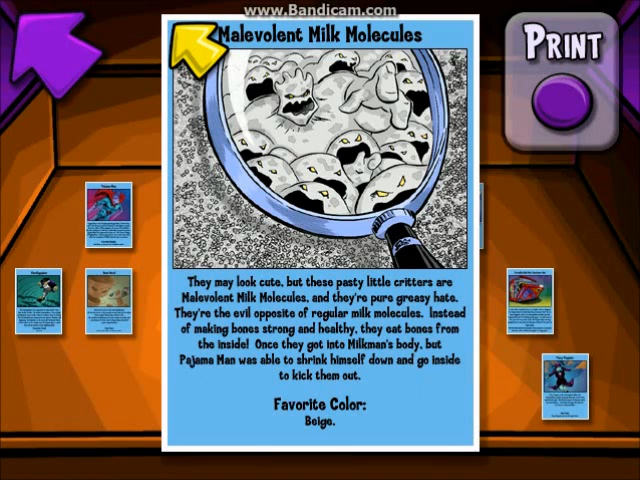 www.Bandicam.com
Malevolent Milk Molecules
PRINT
They may look cute, but these pasty little critters are
Malevolent Milk Molecules, and they're pure greasy hate.
They're the evil opposite of regular milk molecules. Instead
of making bones strong and healthy, they eat bones from
the inside! Once they got into Milkman's body, but
Pajama Man was able to shrink himself down and go inside
to kick them out.
Favorite Color:
Beige.